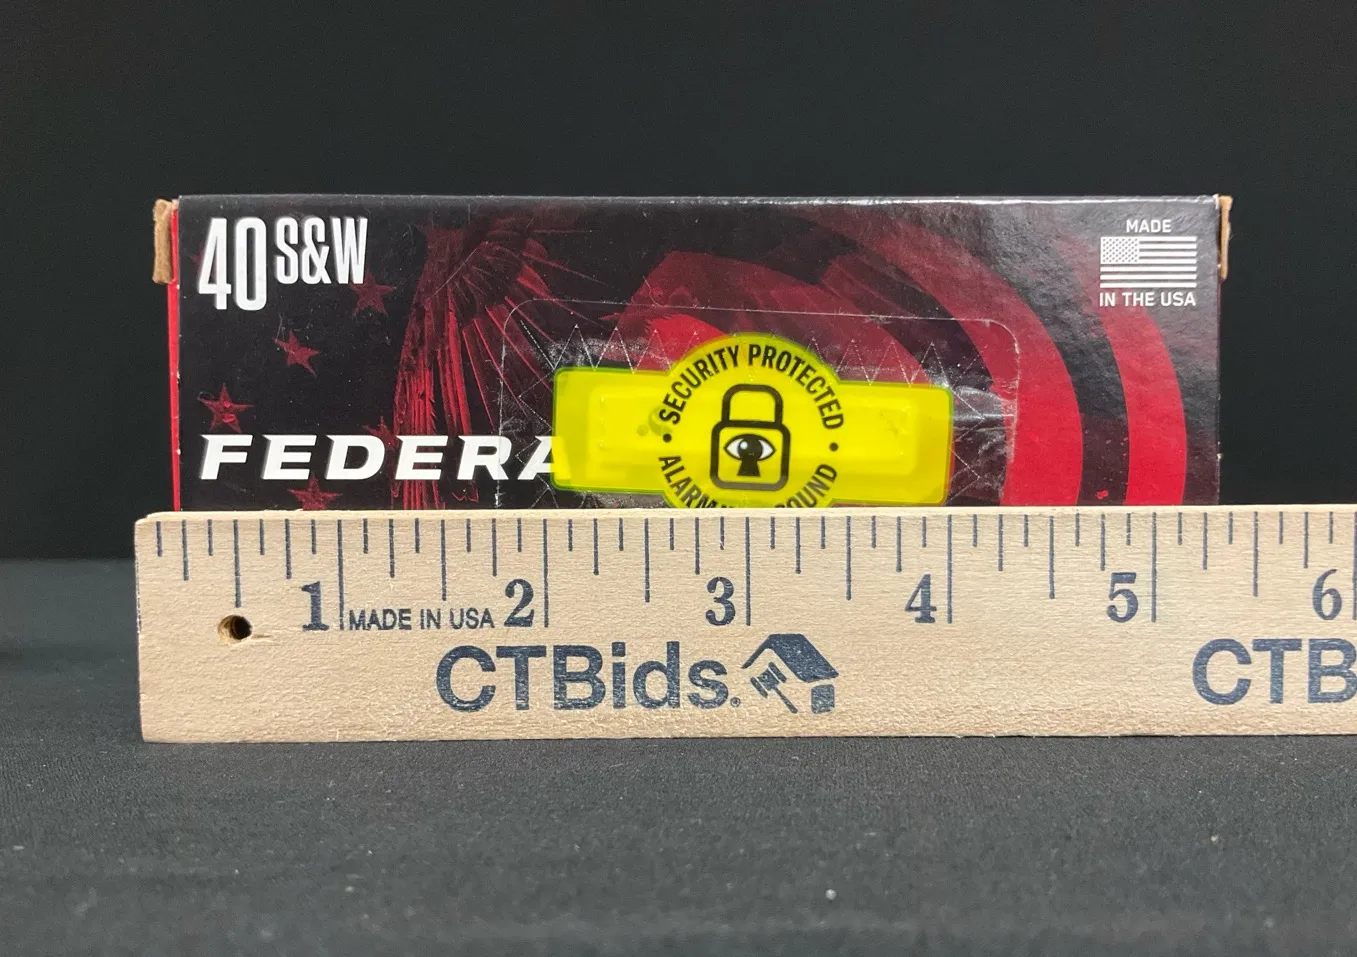 40 S&W
MADE
IN THE USA
SECURITY PROTECTED
FEDERA
ALARM
OUND
1 MADE IN USA 2 3 4 5 6
CTBids.
CTB